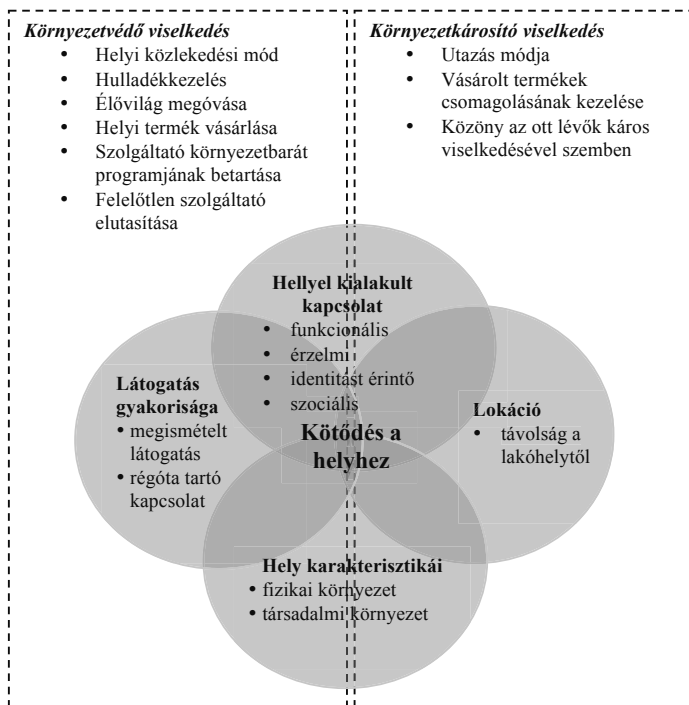 Környezetvédő viselkedés
• Helyi közlekedési mód
• Hulladékkezelés
• Élővilág megóvása
• Helyi termék vásárlása
• Szolgáltató környezetbarát
programjának betartása
• Felelőtlen szolgáltató
elutasítása
Környezetkárosító viselkedés
• Utazás módja
• Vásárolt termékek
csomagolásának kezelése
• Közöny az ott lévők káros
viselkedésével szemben
Hellyel kialakult
kapcsolat
• funkcionális
• érzelmi
• identitást érintő
• szociális
Látogatás
gyakorisága
• megismételt
látogatás
• régóta tartó
kapcsolat
Kötődés a
helyhez
Lokáció
• távolság a
lakóhelytől
Hely karakterisztikái
• fizikai környezet
• társadalmi környezet